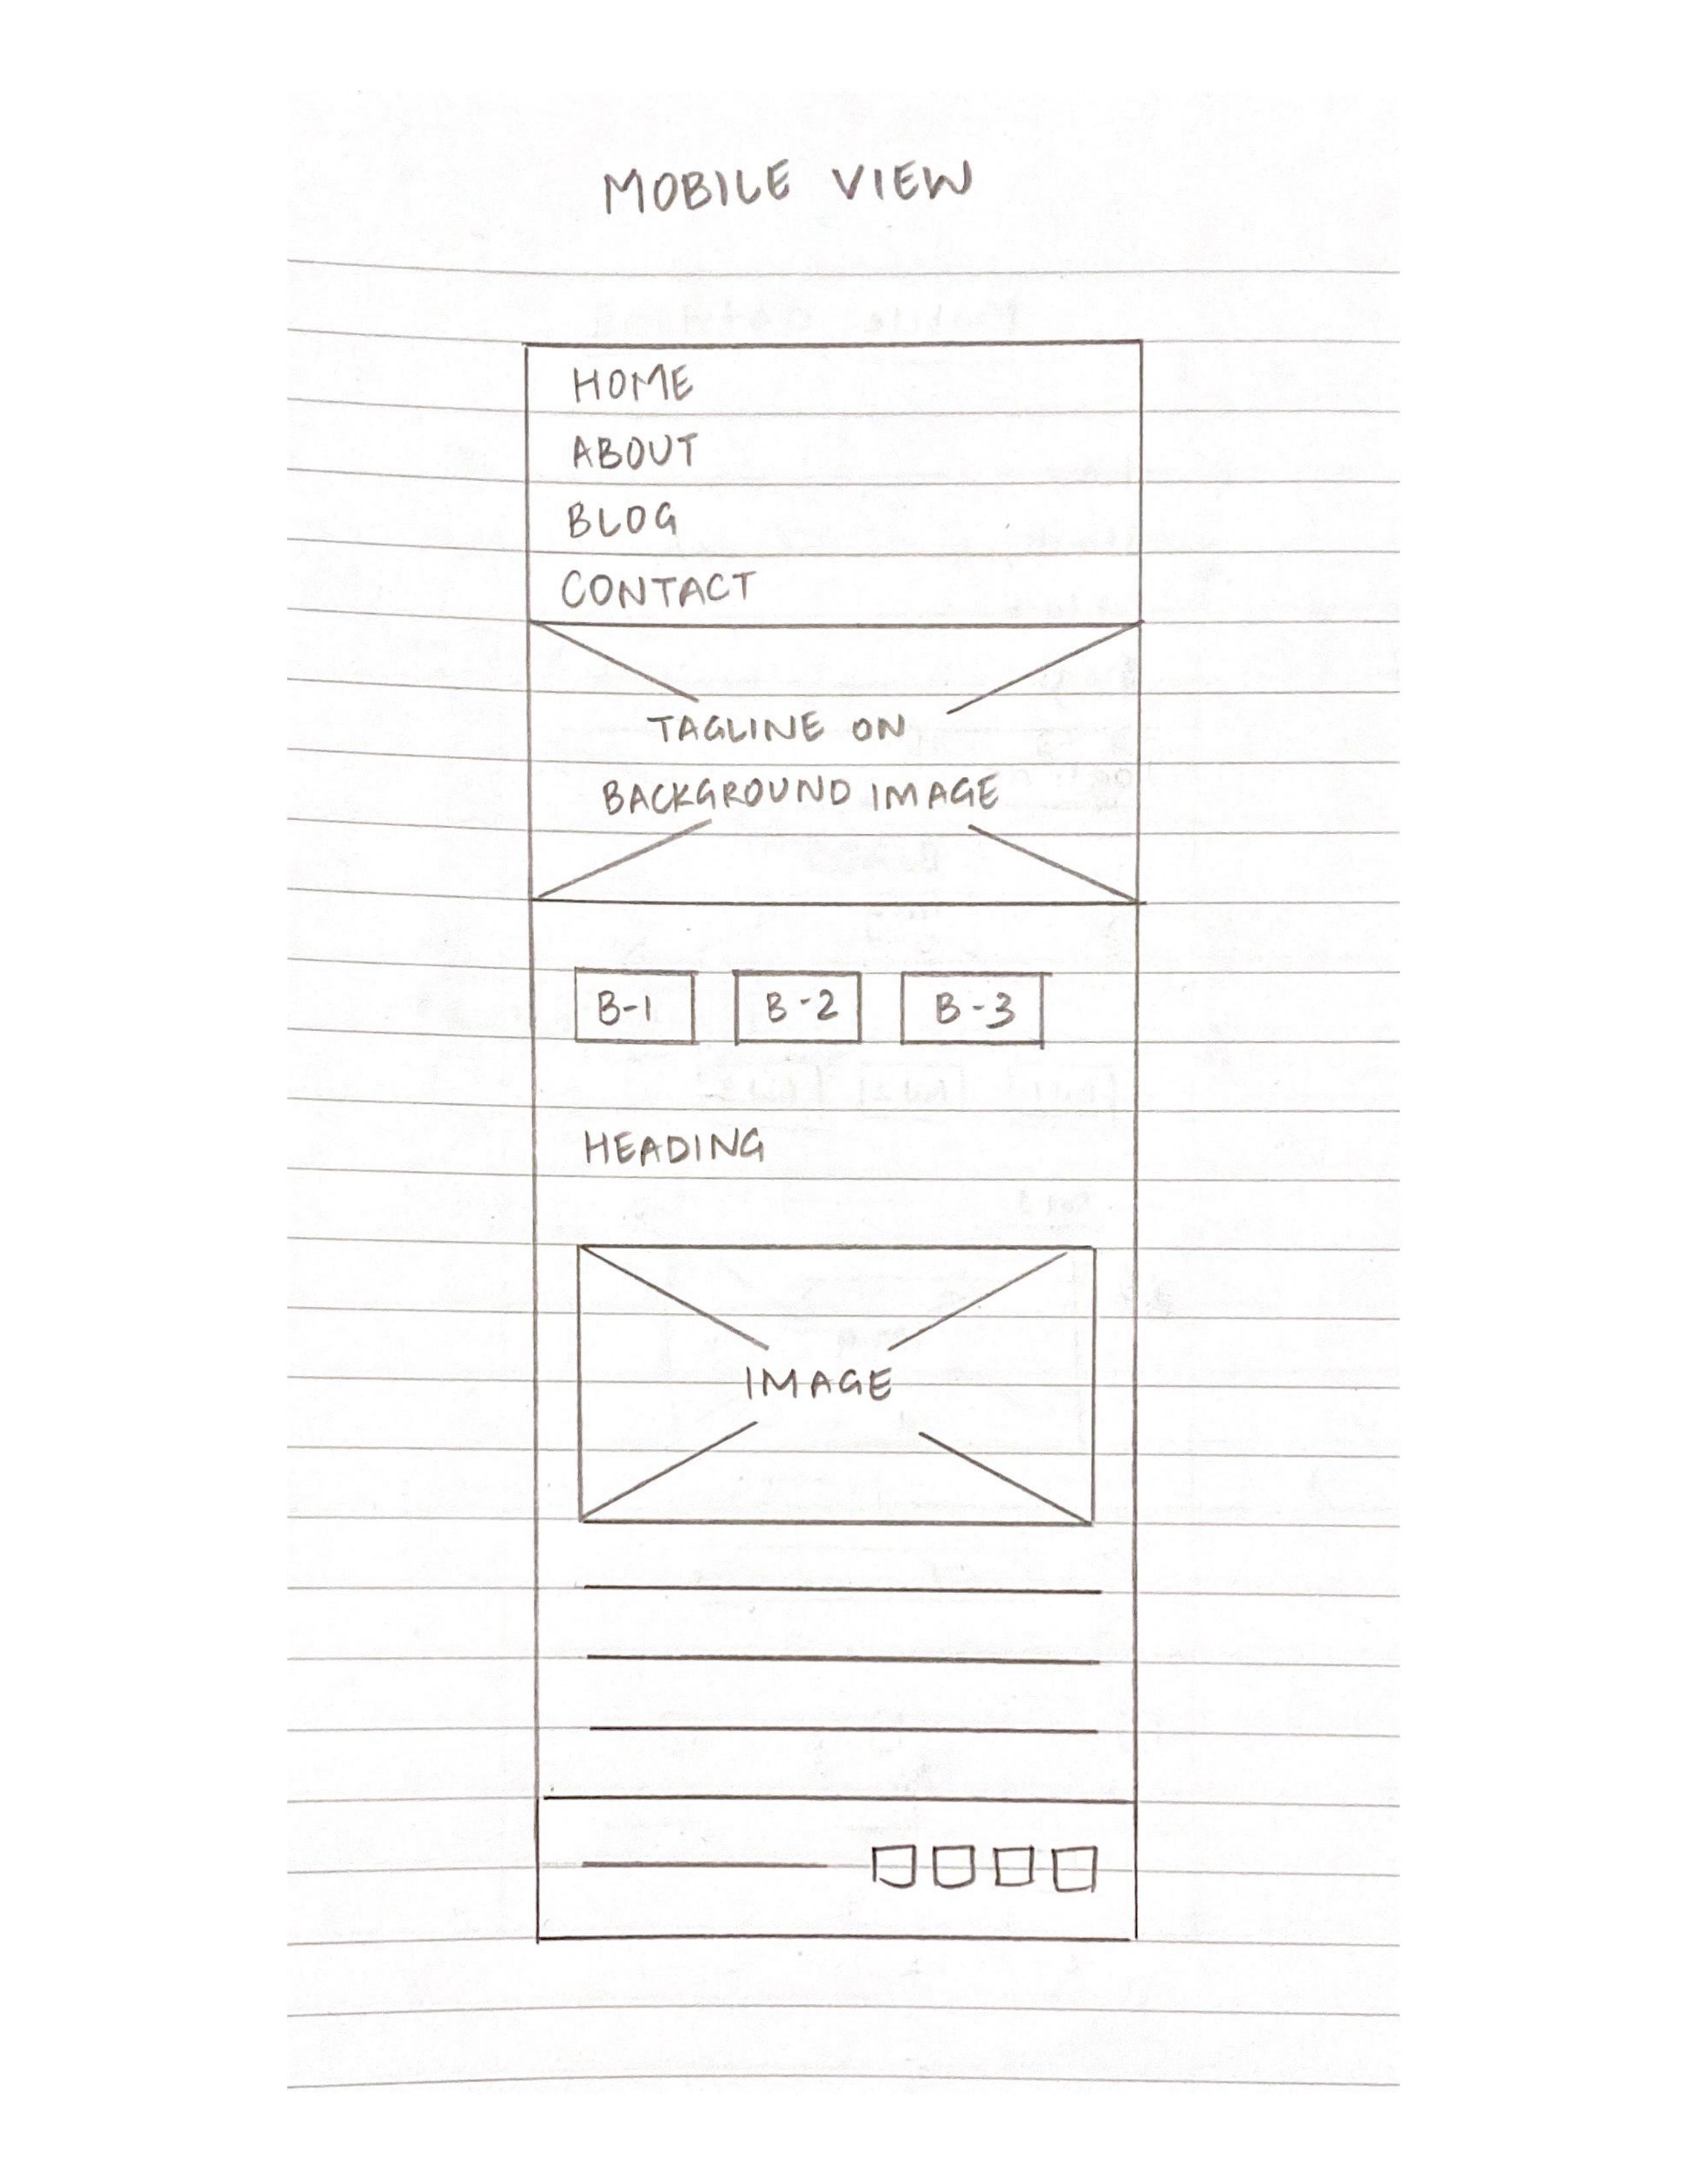 MOBILE VIEW
HOME
ABOUT
BLOG
CONTACT
TAGLINE ON
BACKGROUND IMAGE
B-1 B-2 B-3
HEADING
IMAGE